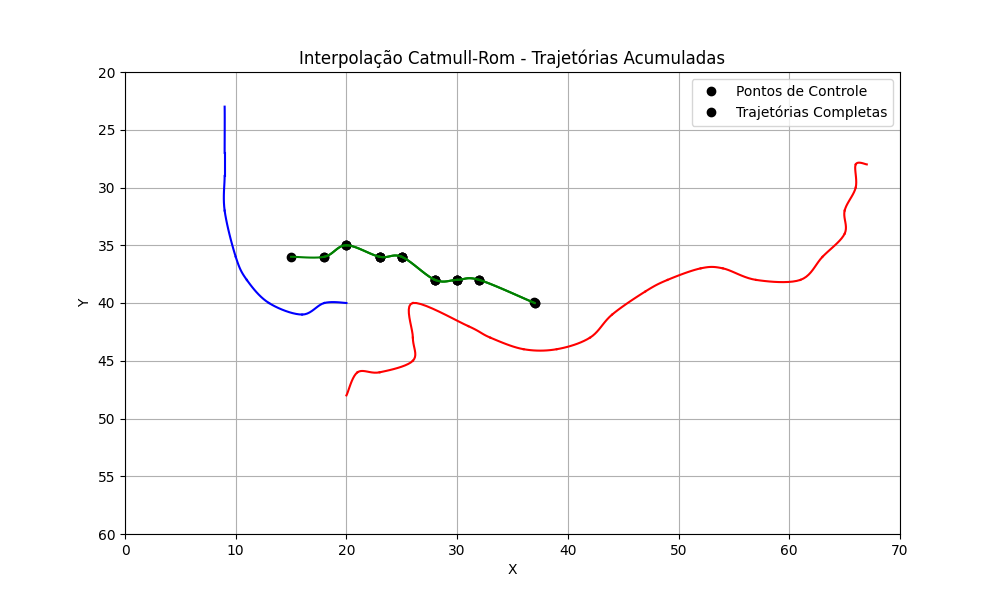 Interpolação Catmull-Rom - Trajetórias Acumuladas
Pontos de Controle
Trajetórias Completas
20
25
30
35
40
45
50
55
60
Y
0 10 20 30 40 50 60 70
X